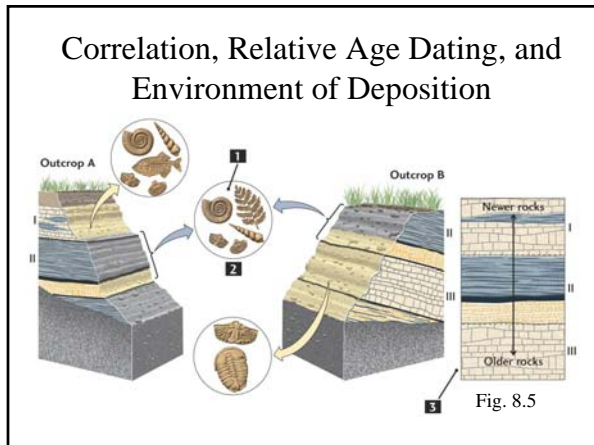 Correlation, Relative Age Dating, and
Environment of Deposition
1
Outcrop A
Outcrop B
Newer rocks
I
I
II
II
II
2
III
III
Older rocks
3
Fig. 8.5